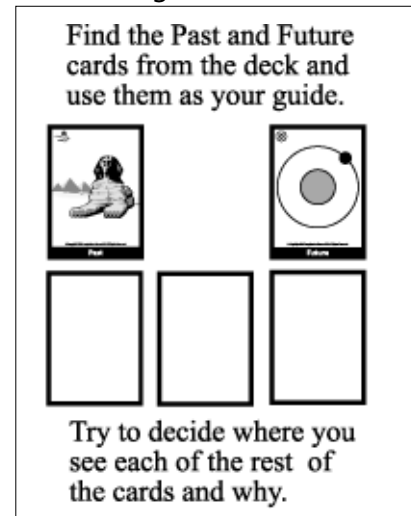 Find the Past and Future
cards from the deck and
use them as your guide.
Past
Future
Try to decide where you
see each of the rest of
the cards and why.